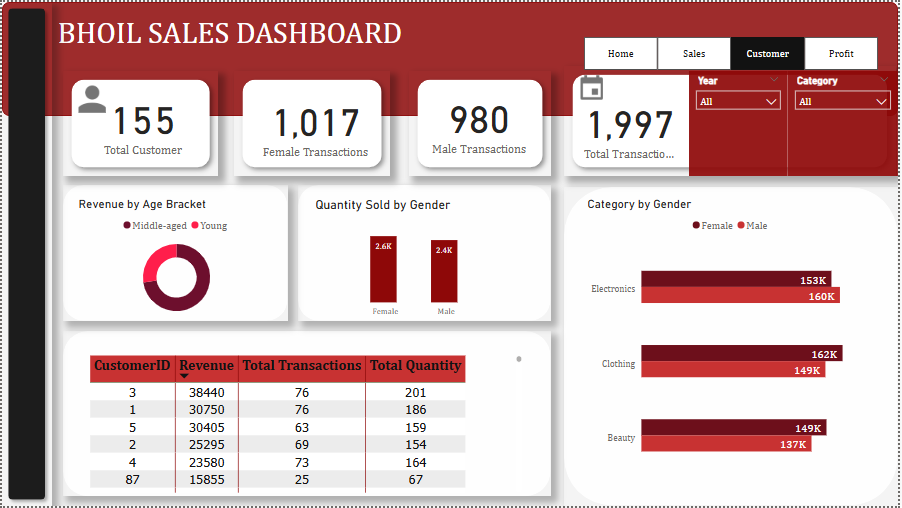 BHOIL SALES DASHBOARD
Home
Sales
Customer
Profit
155
Total Customer
1,017
Female Transactions
980
Male Transactions
1,997
Total Transactio...
Year
All
Category
All
Revenue by Age Bracket
Middle-aged
Young
Quantity Sold by Gender
2.6K
2.4K
Female
Male
Category by Gender
Female
Male
Electronics
153K
160K
Clothing
162K
149K
Beauty
149K
137K
CustomerID Revenue Total Transactions Total Quantity
3 38440 76 201
1 30750 76 186
5 30405 63 159
2 25295 69 154
4 23580 73 164
87 15855 25 67